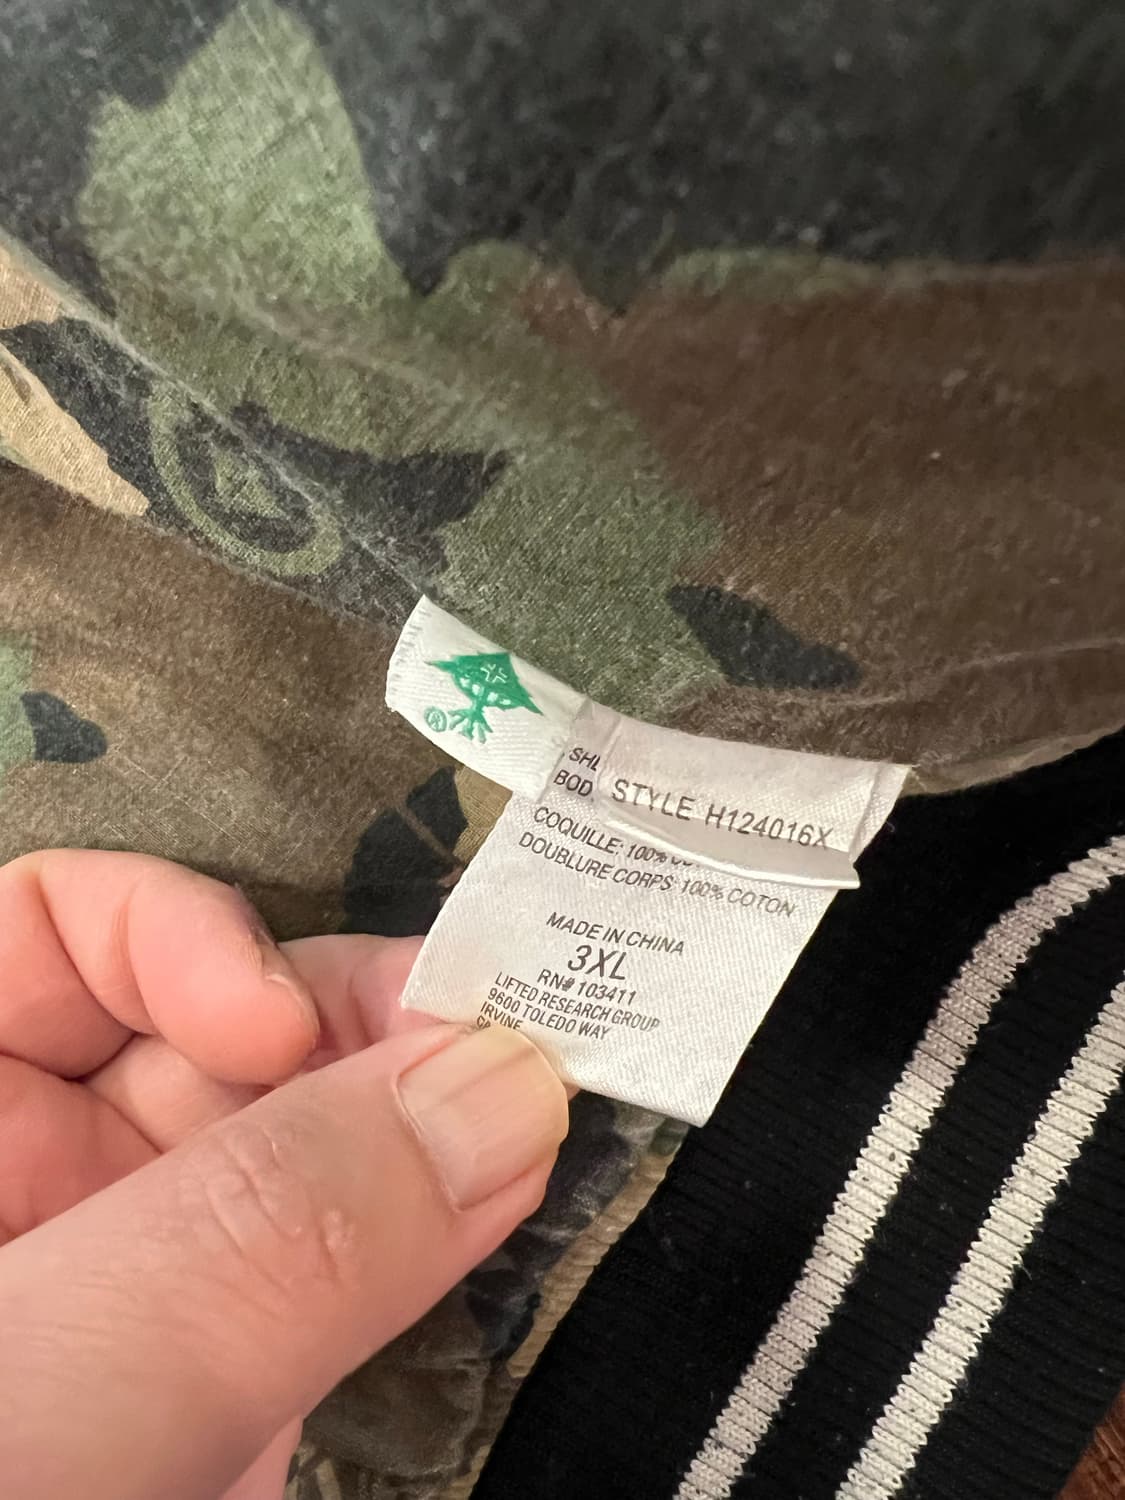 ®
BOD
STYLE H124016X
COQUILLE: 100%
DOUBLURE CORPS: 100% COTON
MADE IN CHINA
3XL
RN# 103411
LIFTED RESEARCH GROUP
9600 TOLEDO WAY
IRVINE